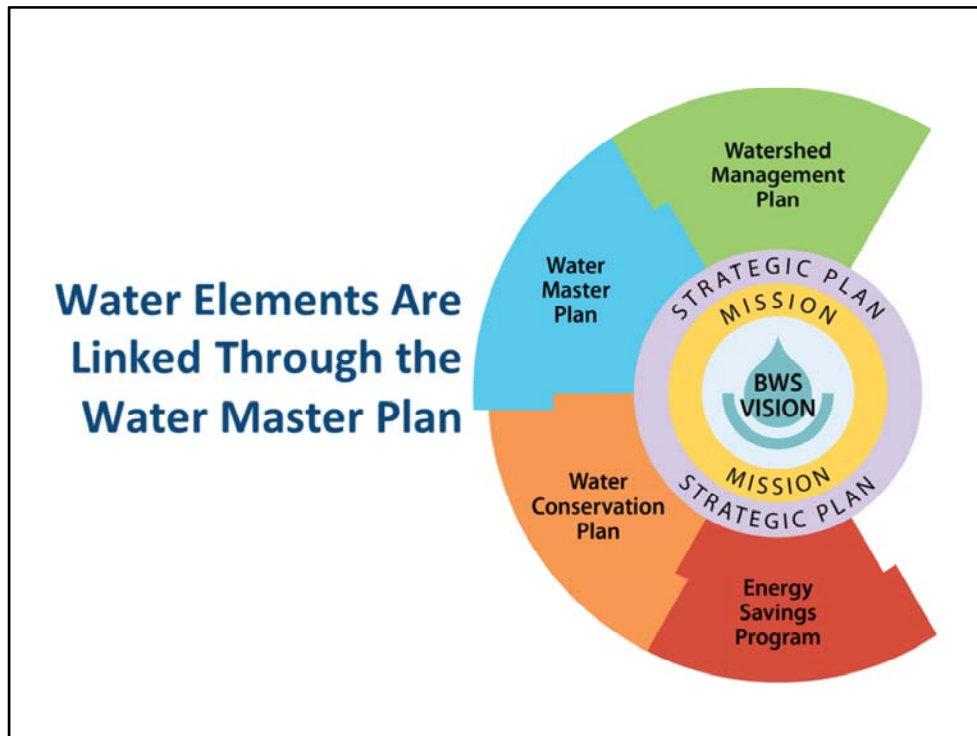 Water Elements Are
Linked Through the
Water Master Plan
Watershed
Management
Plan
Water
Master
Plan
Water
Conservation
Plan
Energy
Savings
Program
STRATEGIC PLAN
MISSION
BWS
VISION
MISSION
STRATEGIC PLAN